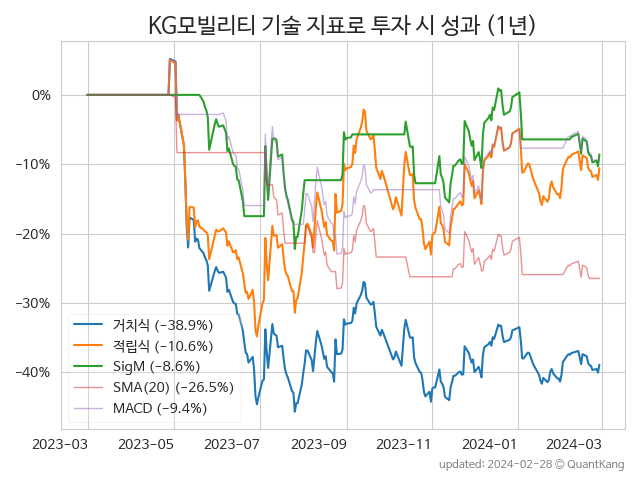 KG모빌리티 기술 지표로 투자 시 성과 (1년)
0%
−10%
−20%
−30%
−40%
거치식 (−38.9%)
적립식 (−10.6%)
SigM (−8.6%)
SMA(20) (−26.5%)
MACD (−9.4%)
2023-03 2023-05 2023-07 2023-09 2023-11 2024-01 2024-03
updated: 2024-02-28 © QuantKang